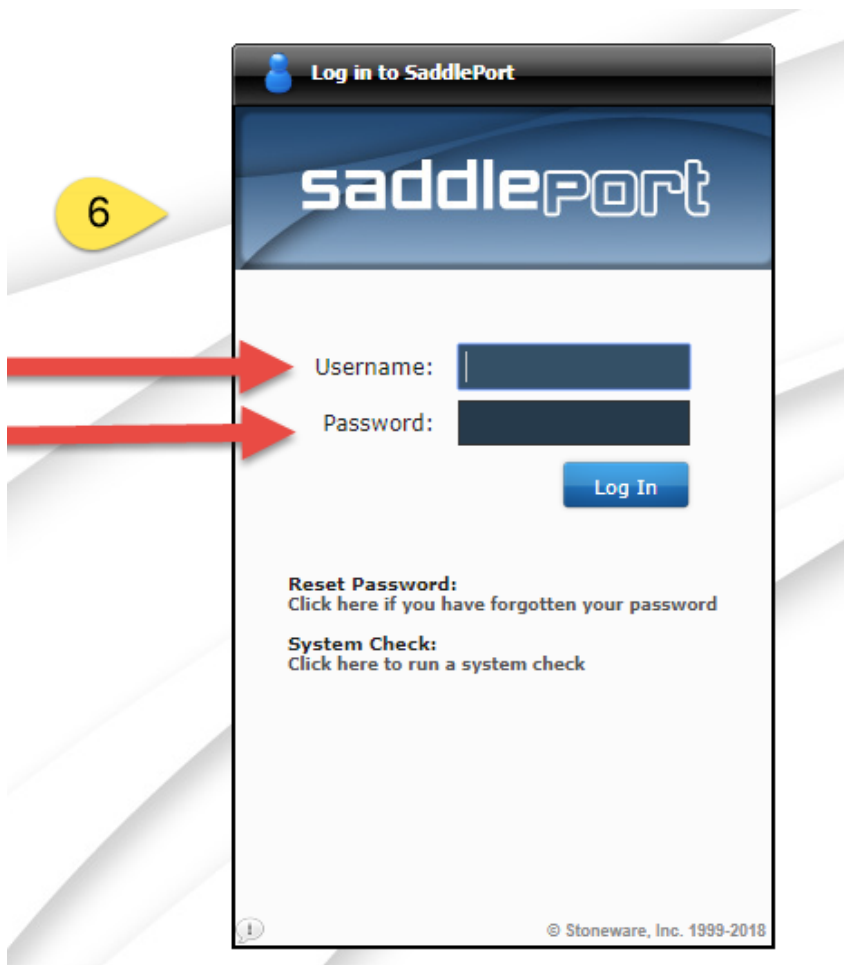 Log in to SaddlePort
saddleport
6
Username:
Password:
Log In
Reset Password:
Click here if you have forgotten your password
System Check:
Click here to run a system check
© Stoneware, Inc. 1999-2018